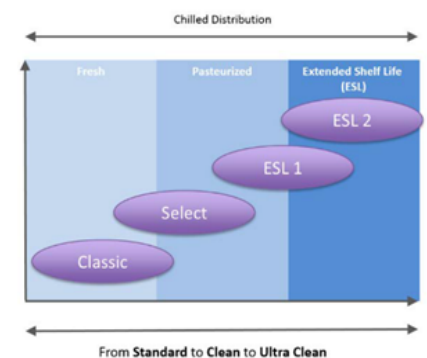 Chilled Distribution
Fresh Pasteurized Extended Shelf Life
(ESL)
ESL 2
ESL 1
Select
Classic
From Standard to Clean to Ultra Clean